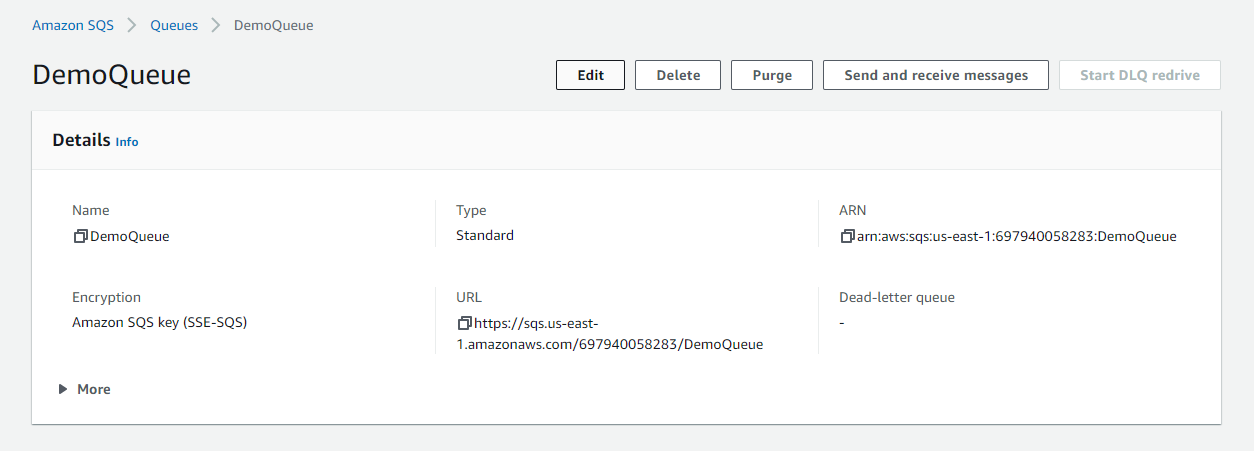 Amazon SQS > Queues > DemoQueue
DemoQueue
Edit
Delete
Purge
Send and receive messages
Start DLQ redrive
Details Info
Name
DemoQueue
Type
Standard
ARN
arn:aws:sqs:us-east-1:697940058283:DemoQueue
Encryption
Amazon SQS key (SSE-SQS)
URL
https://sqs.us-east-
1.amazonaws.com/697940058283/DemoQueue
Dead-letter queue
-
More